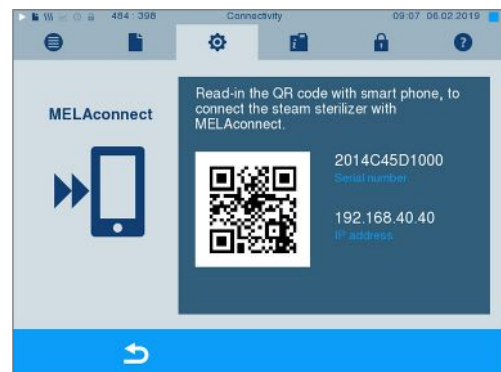 484 : 398 Connectivity 09:07 06.02.2019
MELAconnect
Read-in the QR code with smart phone, to
connect the steam sterilizer with
MELAconnect.
2014C45D1000
Serial number
192.168.40.40
IP address